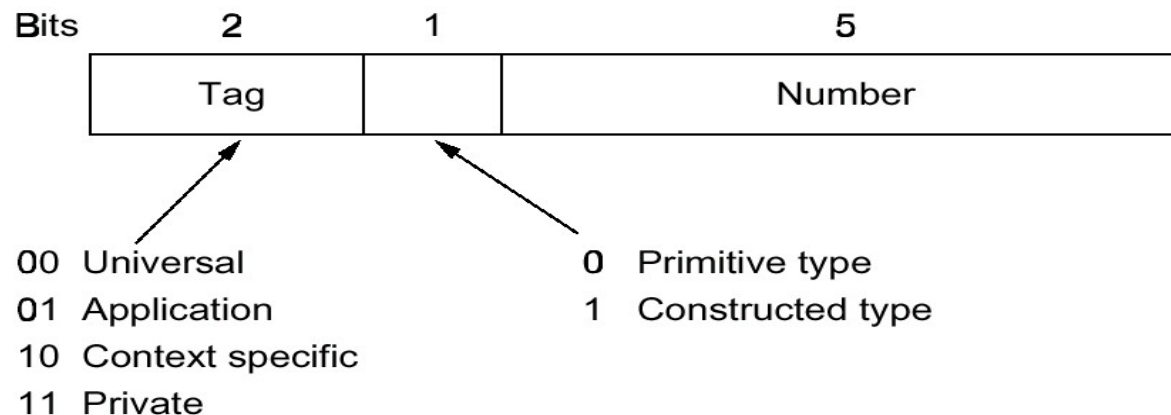 Bits 2 1 5
Tag Number
00 Universal 0 Primitive type
01 Application 1 Constructed type
10 Context specific
11 Private